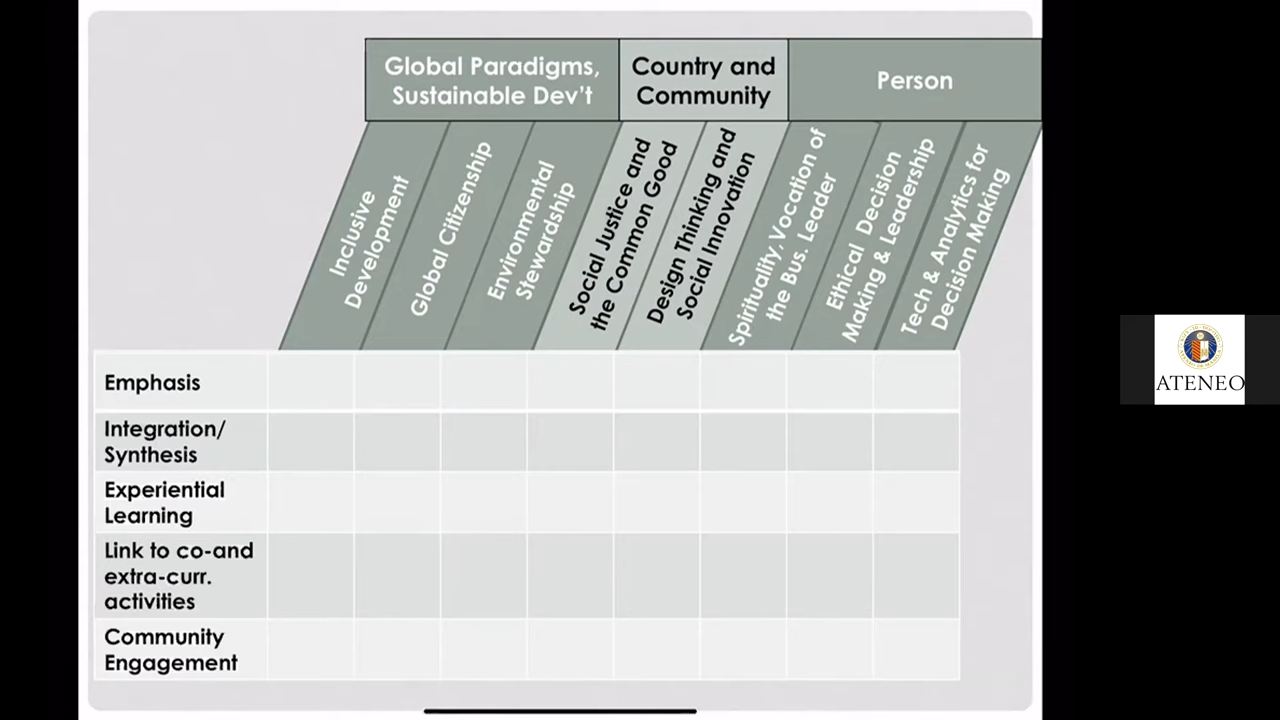 Global Paradigms,
Sustainable Dev't
Country and
Community
Person
Inclusive
Development
Global Citizenship
Environmental
Stewardship
Social Justice and
the Common Good
Design Thinking and
Social Innovation
Spirituality, Vocation of
the Bus. Leader
Ethical Decision
Making & Leadership
Tech & Analytics for
Decision Making
Emphasis
Integration/
Synthesis
Experiential
Learning
Link to co-and
extra-curr.
activities
Community
Engagement
ATENEO